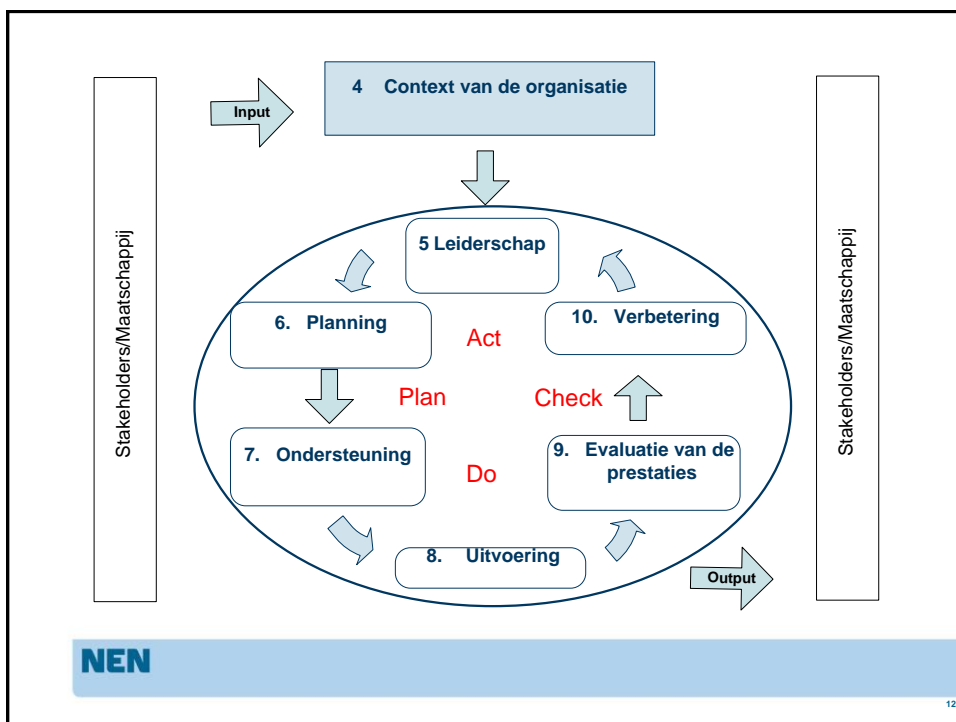 4 Context van de organisatie
Input
Stakeholders/Maatschappij
Stakeholders/Maatschappij
5 Leiderschap
6. Planning
10. Verbetering
Act
Plan
Check
7. Ondersteuning
9. Evaluatie van de
prestaties
Do
8. Uitvoering
Output
NEN
12